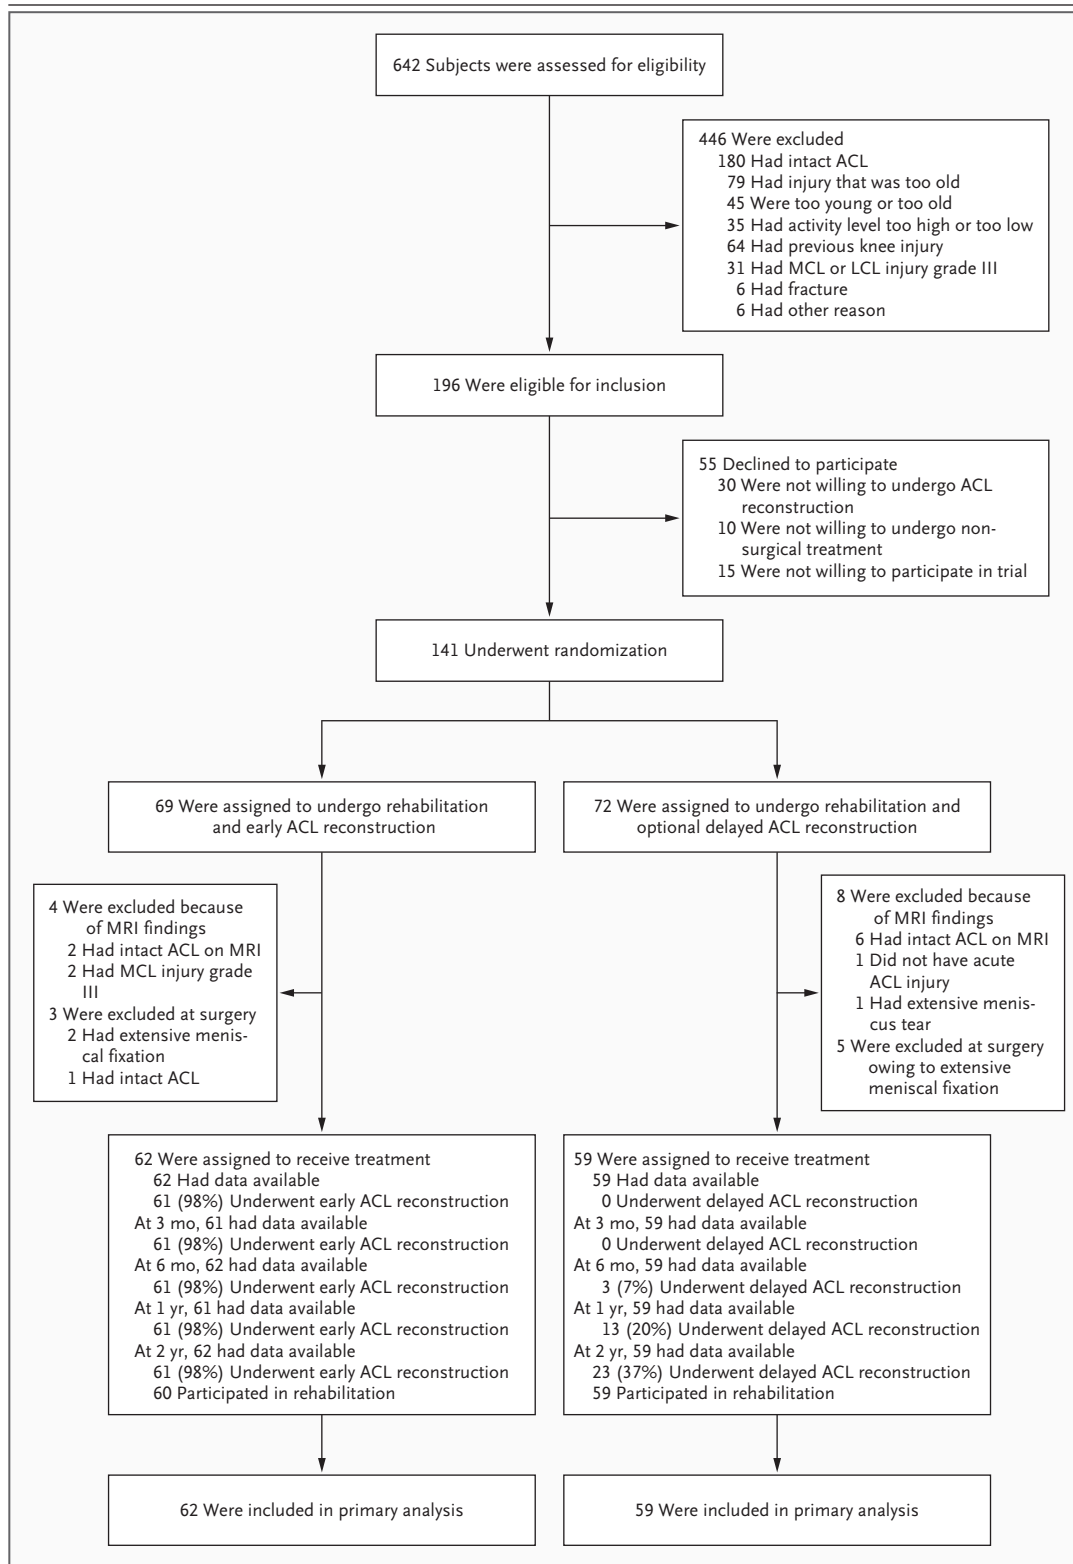 642 Subjects were assessed for eligibility
446 Were excluded
180 Had intact ACL
79 Had injury that was too old
45 Were too young or too old
35 Had activity level too high or too low
64 Had previous knee injury
31 Had MCL or LCL injury grade III
6 Had fracture
6 Had other reason
196 Were eligible for inclusion
55 Declined to participate
30 Were not willing to undergo ACL
reconstruction
10 Were not willing to undergo non-
surgical treatment
15 Were not willing to participate in trial
141 Underwent randomization
69 Were assigned to undergo rehabilitation
and early ACL reconstruction
72 Were assigned to undergo rehabilitation and
optional delayed ACL reconstruction
4 Were excluded because
of MRI findings
2 Had intact ACL on MRI
2 Had MCL injury grade
III
3 Were excluded at surgery
2 Had extensive menis-
cal fixation
1 Had intact ACL
8 Were excluded because
of MRI findings
6 Had intact ACL on MRI
1 Did not have acute
ACL injury
1 Had extensive menis-
cus tear
5 Were excluded at surgery
owing to extensive
meniscal fixation
62 Were assigned to receive treatment
62 Had data available
61 (98%) Underwent early ACL reconstruction
At 3 mo, 61 had data available
61 (98%) Underwent early ACL reconstruction
At 6 mo, 62 had data available
61 (98%) Underwent early ACL reconstruction
At 1 yr, 61 had data available
61 (98%) Underwent early ACL reconstruction
At 2 yr, 62 had data available
61 (98%) Underwent early ACL reconstruction
60 Participated in rehabilitation
59 Were assigned to receive treatment
59 Had data available
0 Underwent delayed ACL reconstruction
At 3 mo, 59 had data available
0 Underwent delayed ACL reconstruction
At 6 mo, 59 had data available
3 (7%) Underwent delayed ACL reconstruction
At 1 yr, 59 had data available
13 (20%) Underwent delayed ACL reconstruction
At 2 yr, 59 had data available
23 (37%) Underwent delayed ACL reconstruction
59 Participated in rehabilitation
62 Were included in primary analysis
59 Were included in primary analysis